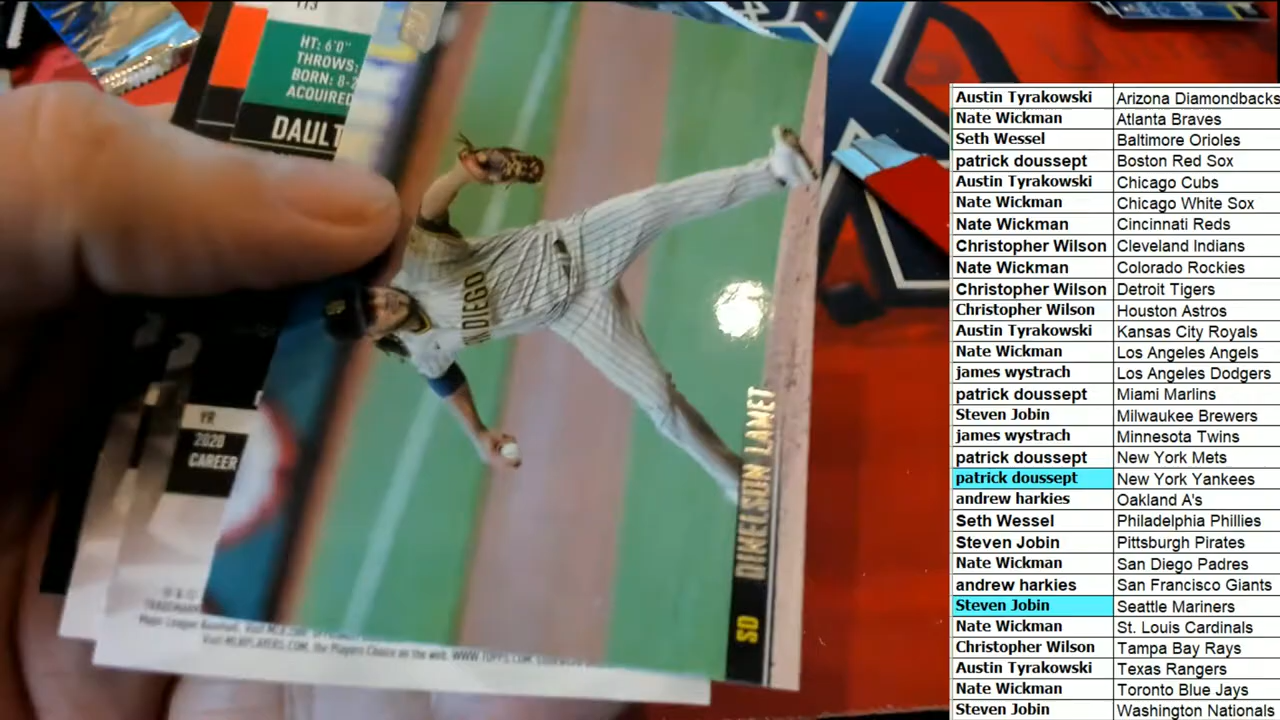 113
HT: 6'0"
THROWS:
BORN: 8-2
ACQUIRED
DAULT
YR
2020
CAREER
SAN DIEGO
DINELSON LAMET
SD
Major League Baseball. Visit MLB.com
Visit MLBPLAYERS.COM, the Players Choice on the web. WWW.TOPPS.COM
Austin Tyrakowski Arizona Diamondbacks
Nate Wickman Atlanta Braves
Seth Wessel Baltimore Orioles
patrick doussept Boston Red Sox
Austin Tyrakowski Chicago Cubs
Nate Wickman Chicago White Sox
Nate Wickman Cincinnati Reds
Christopher Wilson Cleveland Indians
Nate Wickman Colorado Rockies
Christopher Wilson Detroit Tigers
Christopher Wilson Houston Astros
Austin Tyrakowski Kansas City Royals
Nate Wickman Los Angeles Angels
james wystrach Los Angeles Dodgers
patrick doussept Miami Marlins
Steven Jobin Milwaukee Brewers
james wystrach Minnesota Twins
patrick doussept New York Mets
patrick doussept New York Yankees
andrew harkies Oakland A's
Seth Wessel Philadelphia Phillies
Steven Jobin Pittsburgh Pirates
Nate Wickman San Diego Padres
andrew harkies San Francisco Giants
Steven Jobin Seattle Mariners
Nate Wickman St. Louis Cardinals
Christopher Wilson Tampa Bay Rays
Austin Tyrakowski Texas Rangers
Nate Wickman Toronto Blue Jays
Steven Jobin Washington Nationals